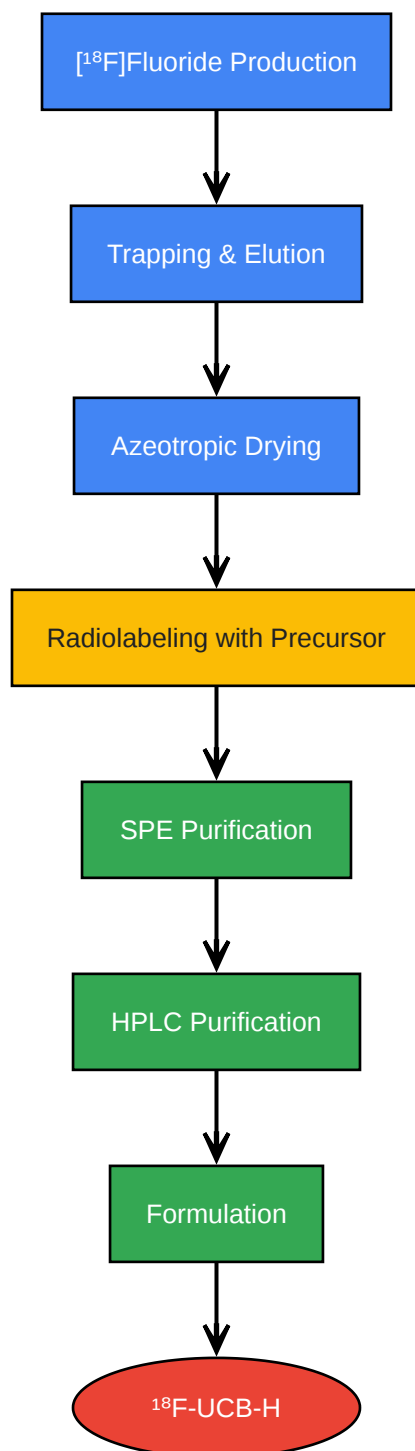 [¹⁸F]Fluoride Production
Trapping & Elution
Azeotropic Drying
Radiolabeling with Precursor
SPE Purification
HPLC Purification
Formulation
¹⁸F-UCB-H